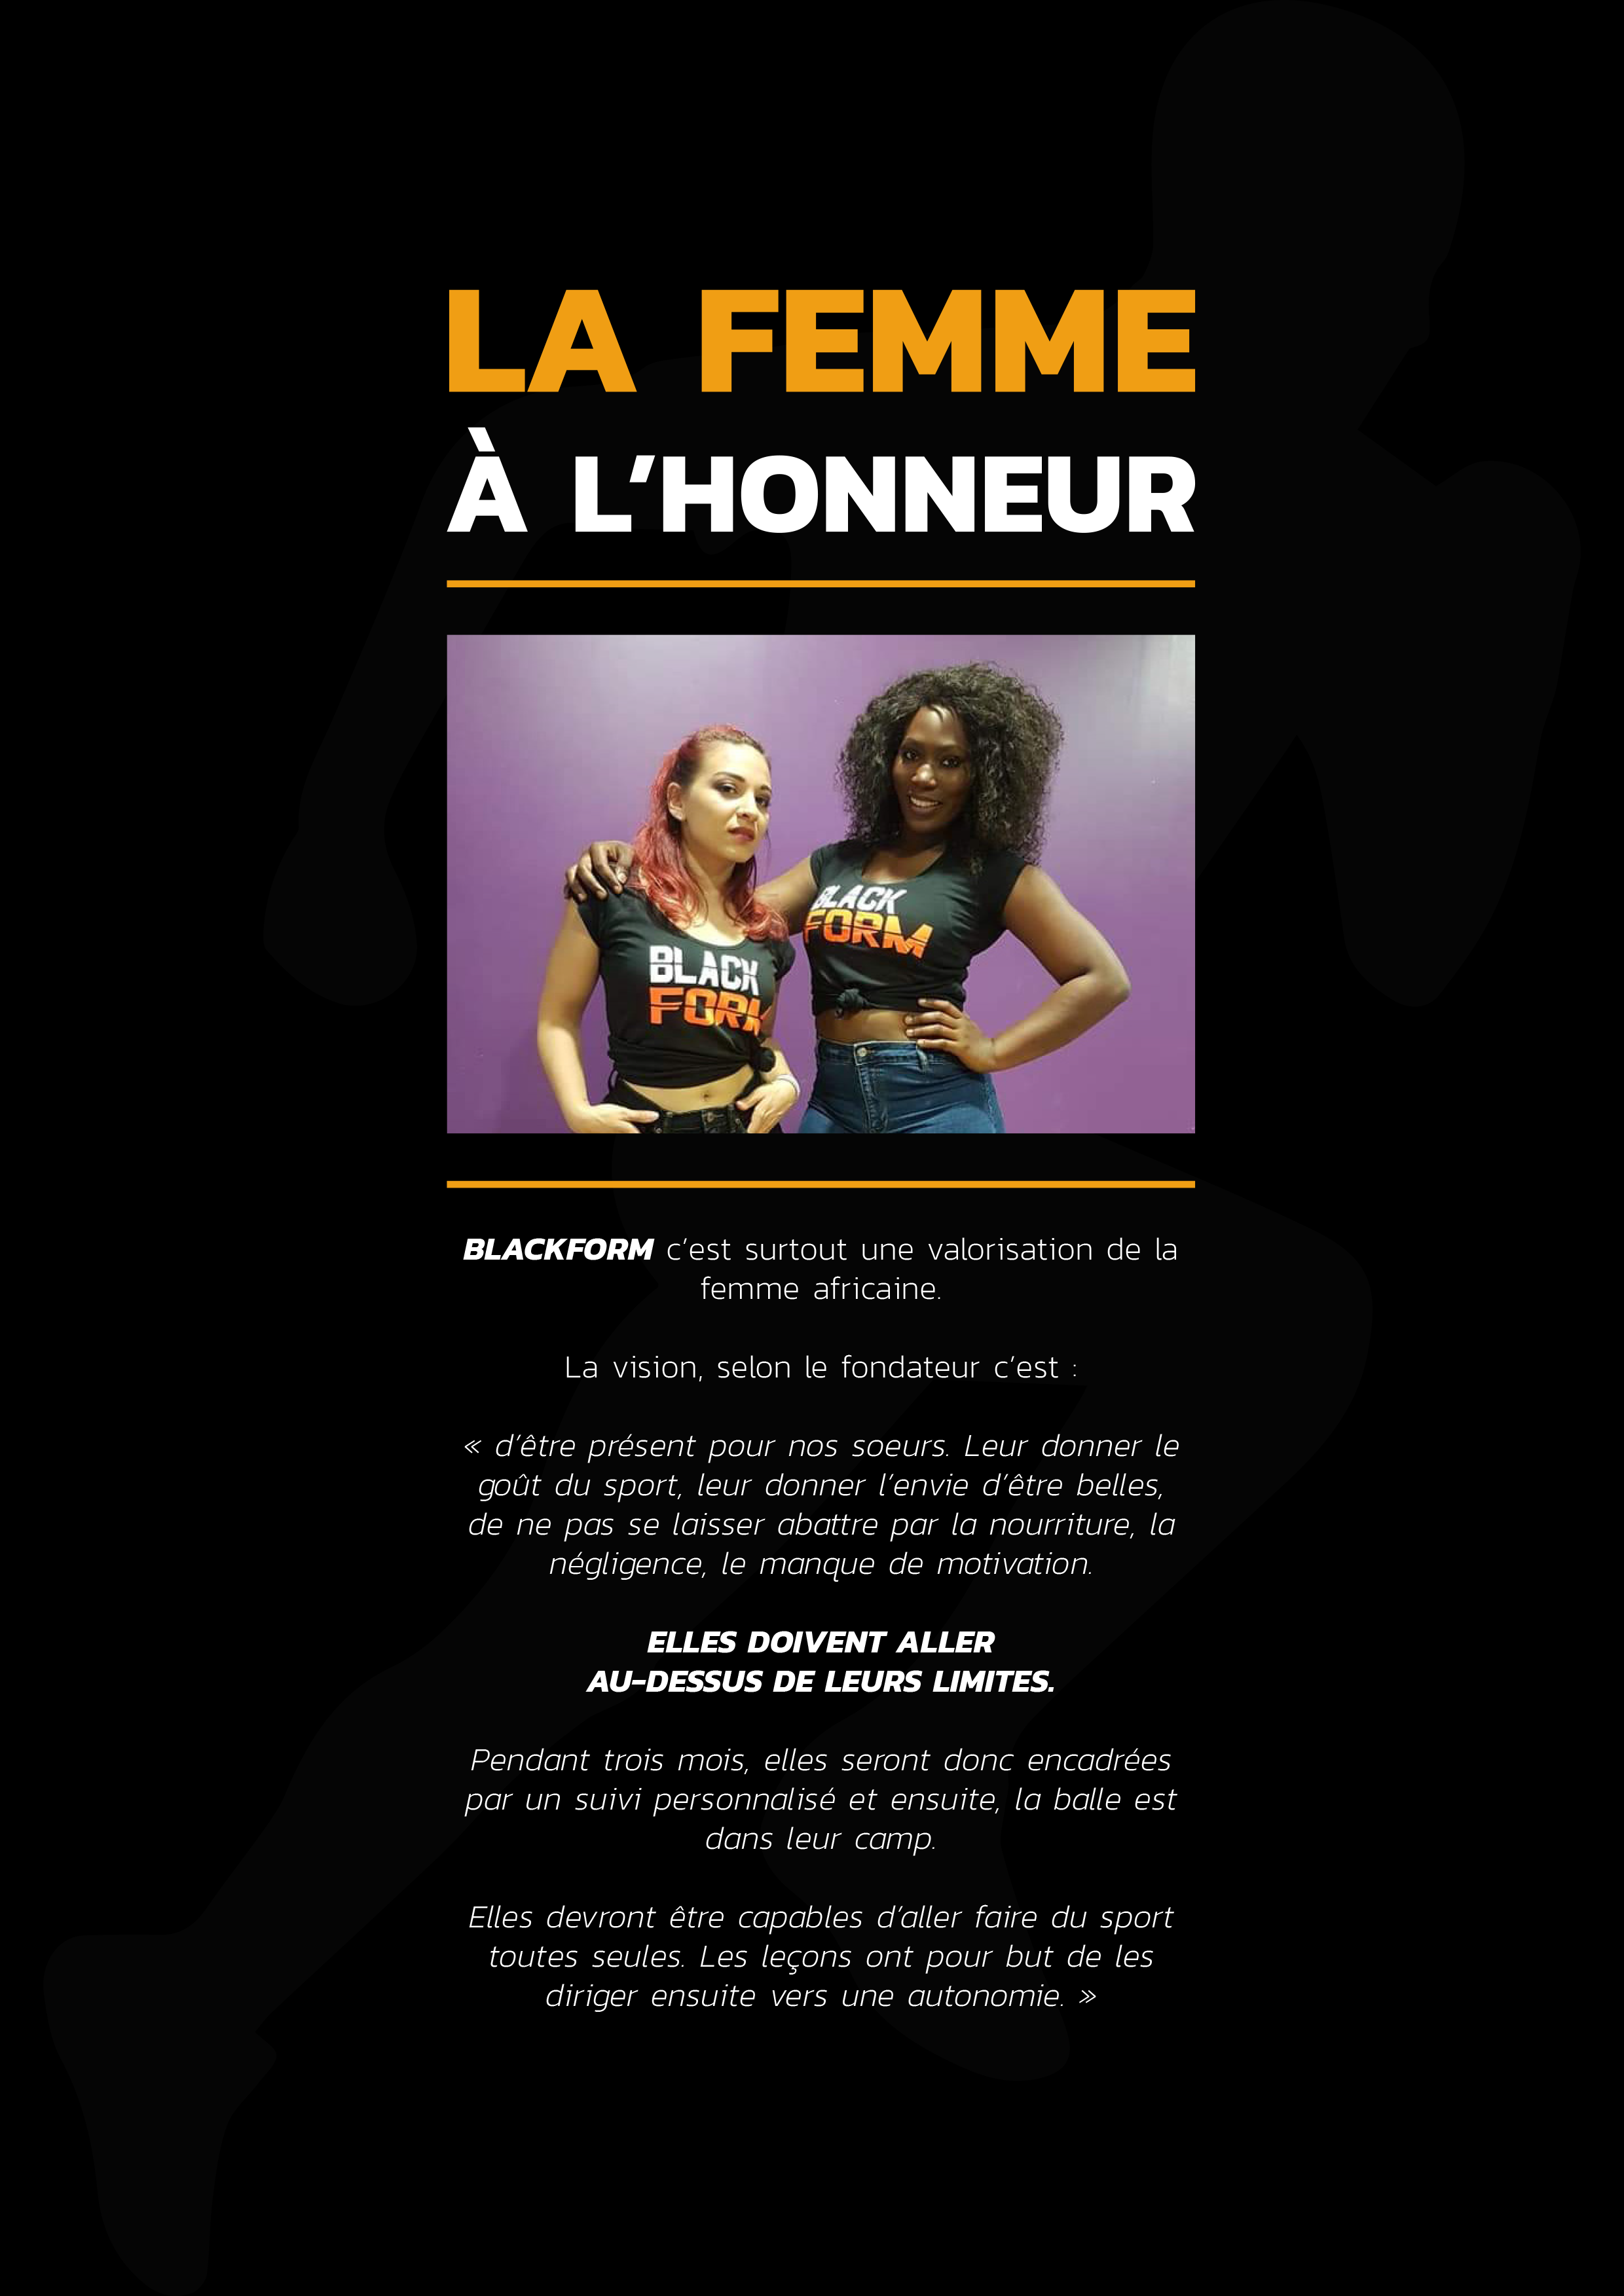 LA FEMME
À L’HONNEUR
BLACK
FORM
BLACK
FORM
BLACKFORM c’est surtout une valorisation de la
femme africaine.
La vision, selon le fondateur c’est :
« d’être présent pour nos soeurs. Leur donner le
goût du sport, leur donner l’envie d’être belles,
de ne pas se laisser abattre par la nourriture, la
négligence, le manque de motivation.
ELLES DOIVENT ALLER
AU-DESSUS DE LEURS LIMITES.
Pendant trois mois, elles seront donc encadrées
par un suivi personnalisé et ensuite, la balle est
dans leur camp.
Elles devront être capables d’aller faire du sport
toutes seules. Les leçons ont pour but de les
diriger ensuite vers une autonomie. »